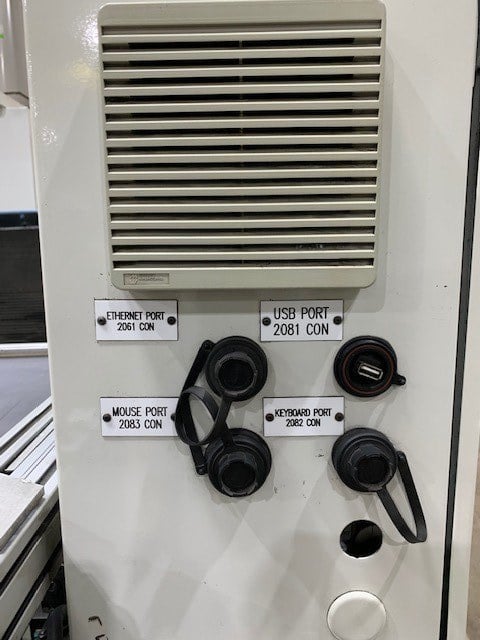 ETHERNET PORT
2061 CON
USB PORT
2081 CON
MOUSE PORT
2083 CON
KEYBOARD PORT
2082 CON